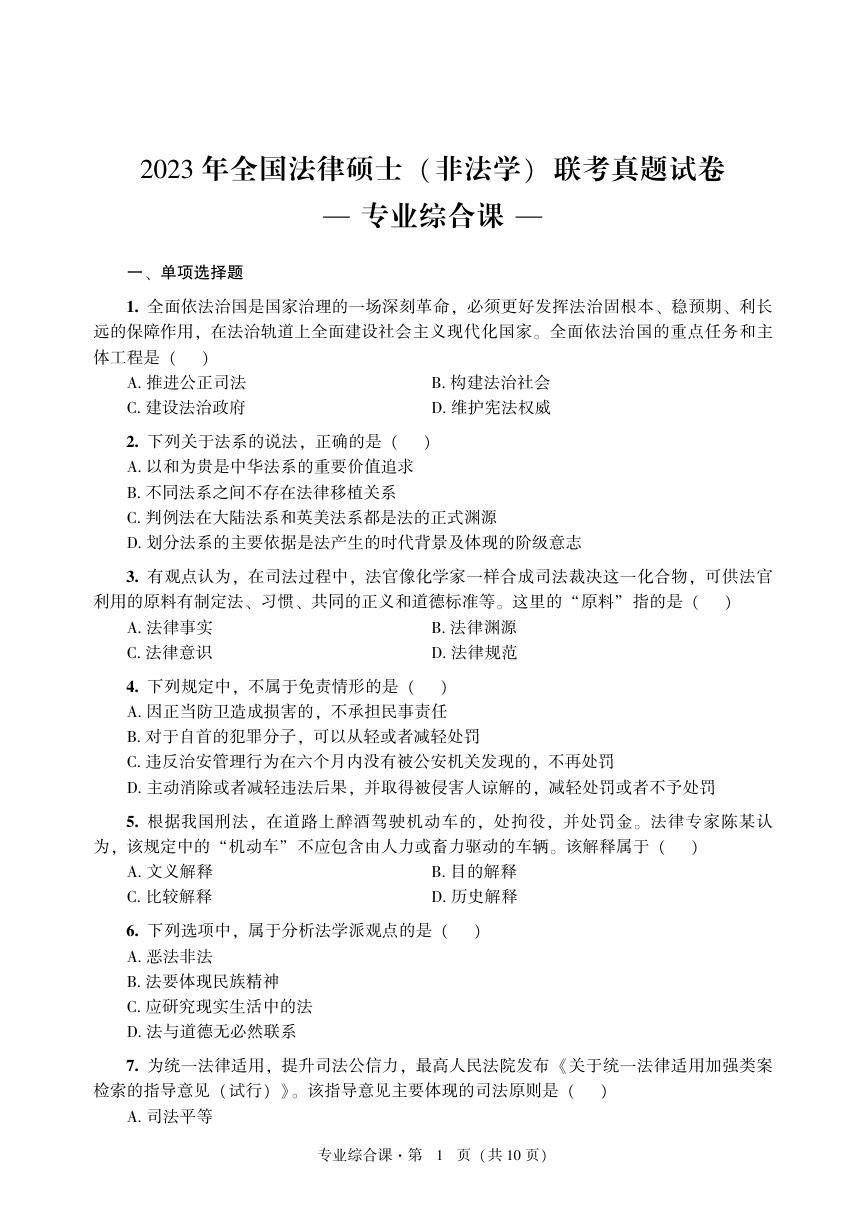 2023 年全国法律硕士（非法学）联考真题试卷
— 专业综合课 —
一、单项选择题
1. 全面依法治国是国家治理的一场深刻革命，必须更好发挥法治固根本、稳预期、利长
远的保障作用，在法治轨道上全面建设社会主义现代化国家。全面依法治国的重点任务和主
体工程是（　）
A. 推进公正司法　B. 构建法治社会
C. 建设法治政府　D. 维护宪法权威
2. 下列关于法系的说法，正确的是（　）
A. 以和为贵是中华法系的重要价值追求
B. 不同法系之间不存在法律移植关系
C. 判例法在大陆法系和英美法系都是法的正式渊源
D. 划分法系的主要依据是法产生的时代背景及体现的阶级意志
3. 有观点认为，在司法过程中，法官像化学家一样合成司法裁决这一化合物，可供法官
利用的原料有制定法、习惯、共同的正义和道德标准等。这里的“原料”指的是（　）
A. 法律事实　B. 法律渊源
C. 法律意识　D. 法律规范
4. 下列规定中，不属于免责情形的是（　）
A. 因正当防卫造成损害的，不承担民事责任
B. 对于自首的犯罪分子，可以从轻或者减轻处罚
C. 违反治安管理行为在六个月内没有被公安机关发现的，不再处罚
D. 主动消除或者减轻违法后果，并取得被侵害人谅解的，减轻处罚或者不予处罚
5. 根据我国刑法，在道路上醉酒驾驶机动车的，处拘役，并处罚金。法律专家陈某认
为，该规定中的“机动车”不应包含由人力或畜力驱动的车辆。该解释属于（　）
A. 文义解释　B. 目的解释
C. 比较解释　D. 历史解释
6. 下列选项中，属于分析法学派观点的是（　）
A. 恶法非法
B. 法要体现民族精神
C. 应研究现实生活中的法
D. 法与道德无必然联系
7. 为统一法律适用，提升司法公信力，最高人民法院发布《关于统一法律适用加强类案
检索的指导意见（试行）》。该指导意见主要体现的司法原则是（　）
A. 司法平等
专业综合课·第 1 页（共 10 页）